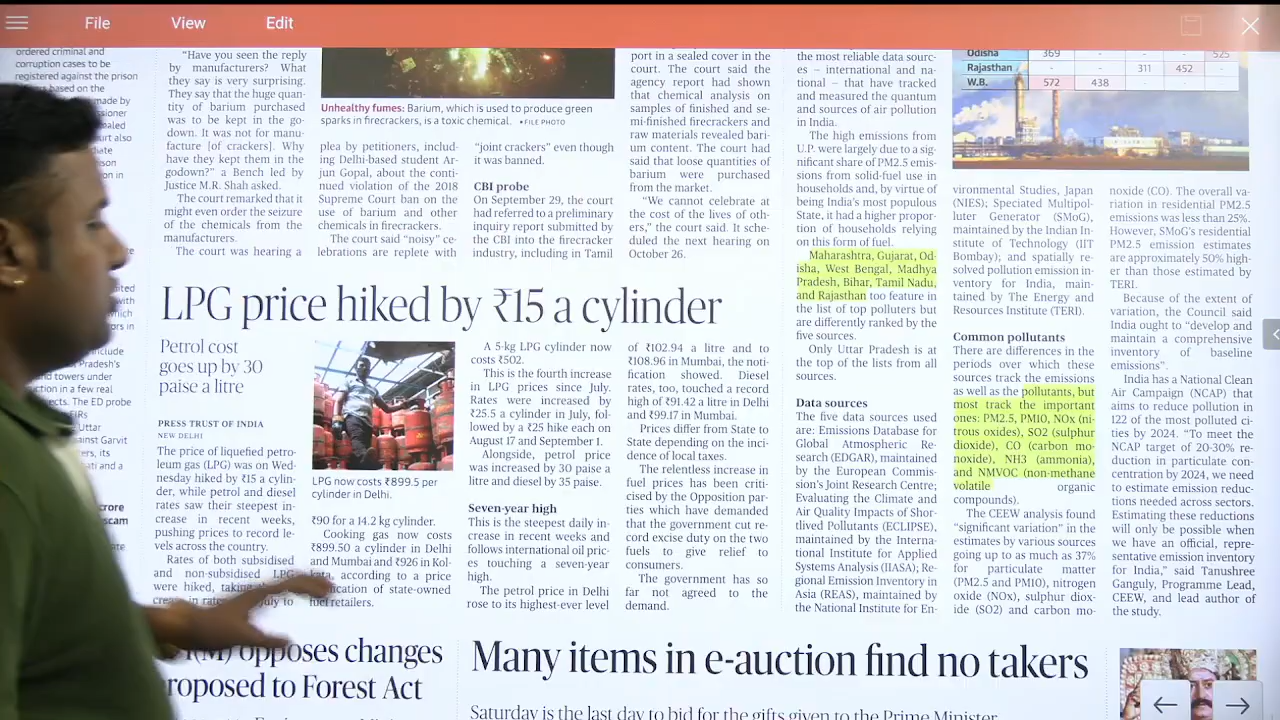 File
View
Edit
ordered criminal and
corruption cases to be
registered against the prison
based on the
made by
"Have you seen the reply
by manufacturers? What
they say is very surprising.
They say that the huge quan-
tity of barium purchased
was to be kept in the go-
down. It was not for manu-
facture [of crackers]. Why
have they kept them in the
godown?" a Bench led by
Justice M.R. Shah asked.
The court remarked that it
might even order the seizure
of the chemicals from the
manufacturers.
The court was hearing a
Unhealthy fumes: Barium, which is used to produce green
sparks in firecrackers, is a toxic chemical. •FILE PHOTO
plea by petitioners, includ-
ing Delhi-based student Ar-
jun Gopal, about the conti-
nued violation of the 2018
Supreme Court ban on the
use of barium and other
chemicals in firecrackers.
The court said "noisy" ce-
lebrations are replete with
"joint crackers" even though
it was banned.
CBI probe
On September 29, the court
had referred to a preliminary
inquiry report submitted by
the CBI into the firecracker
industry, including in Tamil
port in a sealed cover in the
court. The court said the
agency report had shown
that chemical analysis on
samples of finished and se-
mi-finished firecrackers and
raw materials revealed bari-
um content. The court had
said that loose quantities of
barium were purchased
from the market.
"We cannot celebrate at
the cost of the lives of oth-
ers," the court said. It sche-
duled the next hearing on
October 26.
LPG price hiked by ₹15 a cylinder
Petrol cost
goes up by 30
paise a litre
PRESS TRUST OF INDIA
NEW DELHI
The price of liquefied petro-
leum gas (LPG) was on Wed-
nesday hiked by ₹15 a cylin-
der, while petrol and diesel
rates saw their steepest in-
crease in recent weeks,
pushing prices to record le-
vels across the country.
Rates of both subsidised
and non-subsidised LPG
were hiked, taking
July to
LPG now costs ₹899.5 per
cylinder in Delhi.
₹90 for a 14.2 kg cylinder.
Cooking gas now costs
₹899.50 a cylinder in Delhi
and Mumbai and ₹926 in Kol-
kata, according to a price
of state-owned
fuel retailers.
A 5-kg LPG cylinder now
costs ₹502.
This is the fourth increase
in LPG prices since July.
Rates were increased by
₹25.5 a cylinder in July, fol-
lowed by a ₹25 hike each on
August 17 and September 1.
Alongside, petrol price
was increased by 30 paise a
litre and diesel by 35 paise.
Seven-year high
This is the steepest daily in-
crease in recent weeks and
follows international oil pric-
es touching a seven-year
high.
The petrol price in Delhi
rose to its highest-ever level
of ₹102.94 a litre and to
₹108.96 in Mumbai, the noti-
fication showed. Diesel
rates, too, touched a record
high of ₹91.42 a litre in Delhi
and ₹99.17 in Mumbai.
Prices differ from State to
State depending on the inci-
dence of local taxes.
The relentless increase in
fuel prices has been criti-
cised by the Opposition par-
ties which have demanded
that the government cut re-
cord excise duty on the two
fuels to give relief to
consumers.
The government has so
far not agreed to the
demand.
the most reliable data sourc-
es – international and na-
tional – that have tracked
and measured the quantum
and sources of air pollution
in India.
The high emissions from
U.P. were largely due to a sig-
nificant share of PM2.5 emis-
sions from solid-fuel use in
households and, by virtue of
being India's most populous
State, it had a higher propor-
tion of households relying
on this form of fuel.
Maharashtra, Gujarat, Od-
isha, West Bengal, Madhya
Pradesh, Bihar, Tamil Nadu,
and Rajasthan too feature in
the list of top polluters but
are differently ranked by the
five sources.
Only Uttar Pradesh is at
the top of the lists from all
sources.
Data sources
The five data sources used
are: Emissions Database for
Global Atmospheric Re-
search (EDGAR), maintained
by the European Commis-
sion's Joint Research Centre;
Evaluating the Climate and
Air Quality Impacts of Shor-
tlived Pollutants (ECLIPSE),
maintained by the Interna-
tional Institute for Applied
Systems Analysis (IIASA); Re-
gional Emission Inventory in
Asia (REAS), maintained by
the National Institute for En-
Odisha 369 - - - 525
Rajasthan - - 311 452 -
W.B. 572 438 - - -
vironmental Studies, Japan
(NIES); Speciated Multipol-
luter Generator (SMoG),
maintained by the Indian In-
stitute of Technology (IIT
Bombay); and spatially re-
solved pollution emission in-
ventory for India, main-
tained by The Energy and
Resources Institute (TERI).
Common pollutants
There are differences in the
periods over which these
sources track the emissions
as well as the pollutants, but
most track the important
ones: PM2.5, PM10, NOx (ni-
trous oxides), SO2 (sulphur
dioxide), CO (carbon mo-
noxide), NH3 (ammonia),
and NMVOC (non-methane
volatile organic
compounds).
The CEEW analysis found
"significant variation" in the
estimates by various sources
going up to as much as 37%
for particulate matter
(PM2.5 and PM10), nitrogen
oxide (NOx), sulphur diox-
ide (SO2) and carbon mo-
noxide (CO). The overall va-
riation in residential PM2.5
emissions was less than 25%.
However, SMoG's residential
PM2.5 emission estimates
are approximately 50% high-
er than those estimated by
TERI.
Because of the extent of
variation, the Council said
India ought to "develop and
maintain a comprehensive
inventory of baseline
emissions".
India has a National Clean
Air Campaign (NCAP) that
aims to reduce pollution in
122 of the most polluted ci-
ties by 2024. "To meet the
NCAP target of 20-30% re-
duction in particulate con-
centration by 2024, we need
to estimate emission reduc-
tions needed across sectors.
Estimating these reductions
will only be possible when
we have an official, repre-
sentative emission inventory
for India," said Tanushree
Ganguly, Programme Lead,
CEEW, and lead author of
the study.
(M) opposes changes
proposed to Forest Act
Many items in e-auction find no takers
Saturday is the last day to bid for the gifts given to the Prime Minister